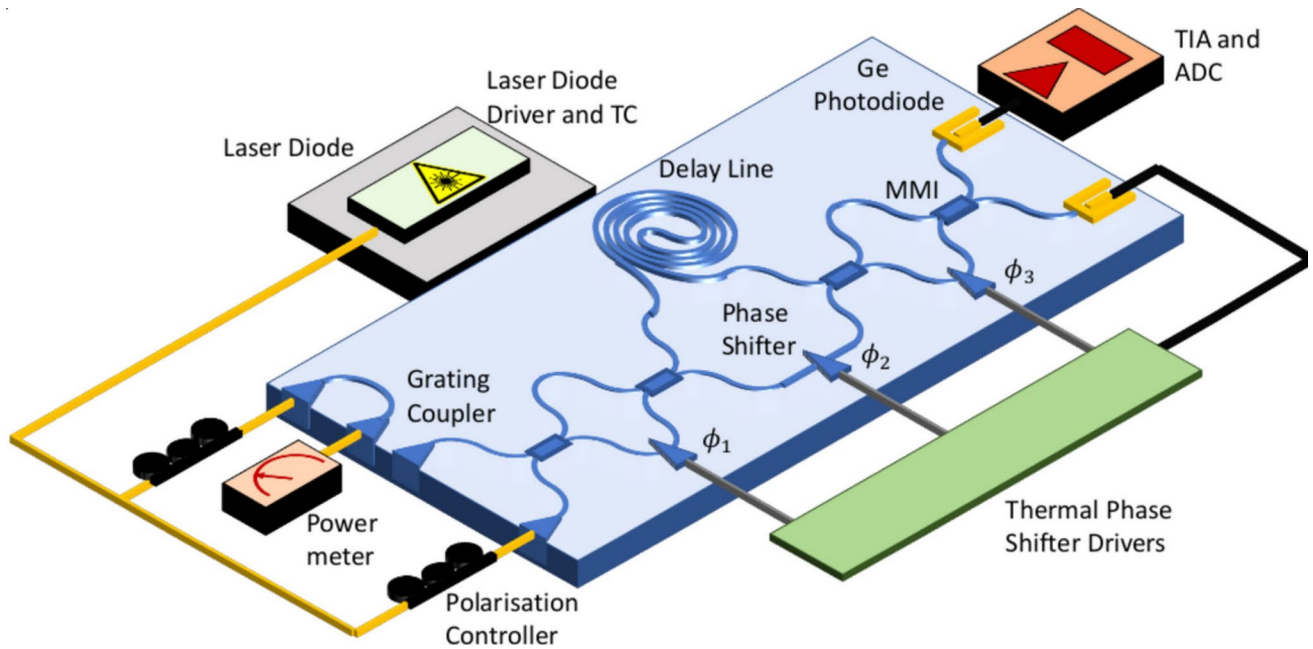 TIA and
ADC
Ge
Photodiode
Laser Diode
Driver and TC
Laser Diode
Delay Line
MMI
ϕ₃
Phase
Shifter
ϕ₂
Grating
Coupler
ϕ₁
Power
meter
Thermal Phase
Shifter Drivers
Polarisation
Controller